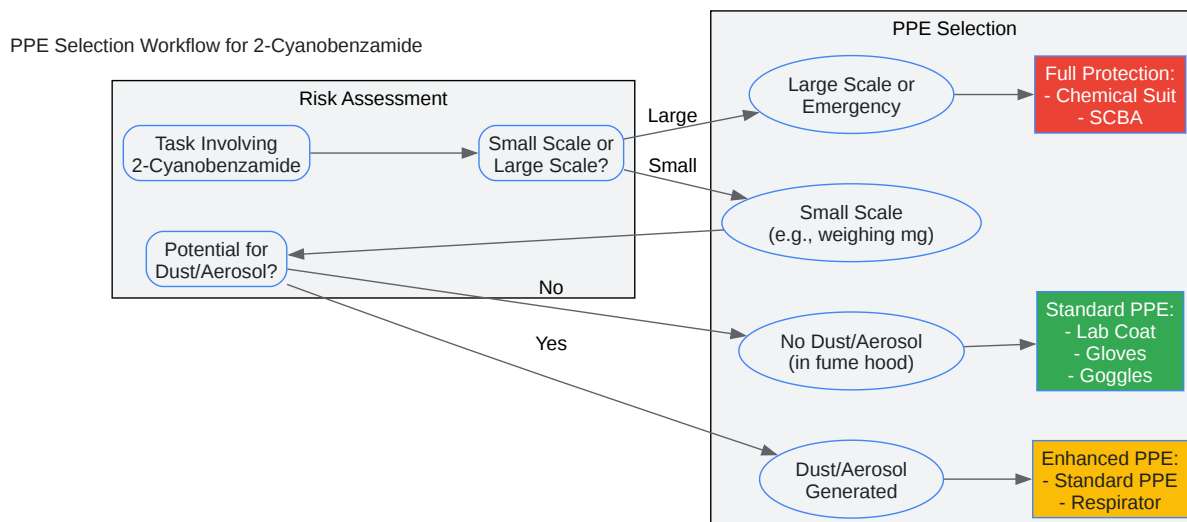 PPE Selection Workflow for 2-Cyanobenzamide
Risk Assessment
Task Involving
2-Cyanobenzamide
Small Scale or
Large Scale?
Potential for
Dust/Aerosol?
Large
Small
No
Yes
PPE Selection
Large Scale or
Emergency
Full Protection:
- Chemical Suit
- SCBA
Small Scale
(e.g., weighing mg)
No Dust/Aerosol
(in fume hood)
Standard PPE:
- Lab Coat
- Gloves
- Goggles
Dust/Aerosol
Generated
Enhanced PPE:
- Standard PPE
- Respirator